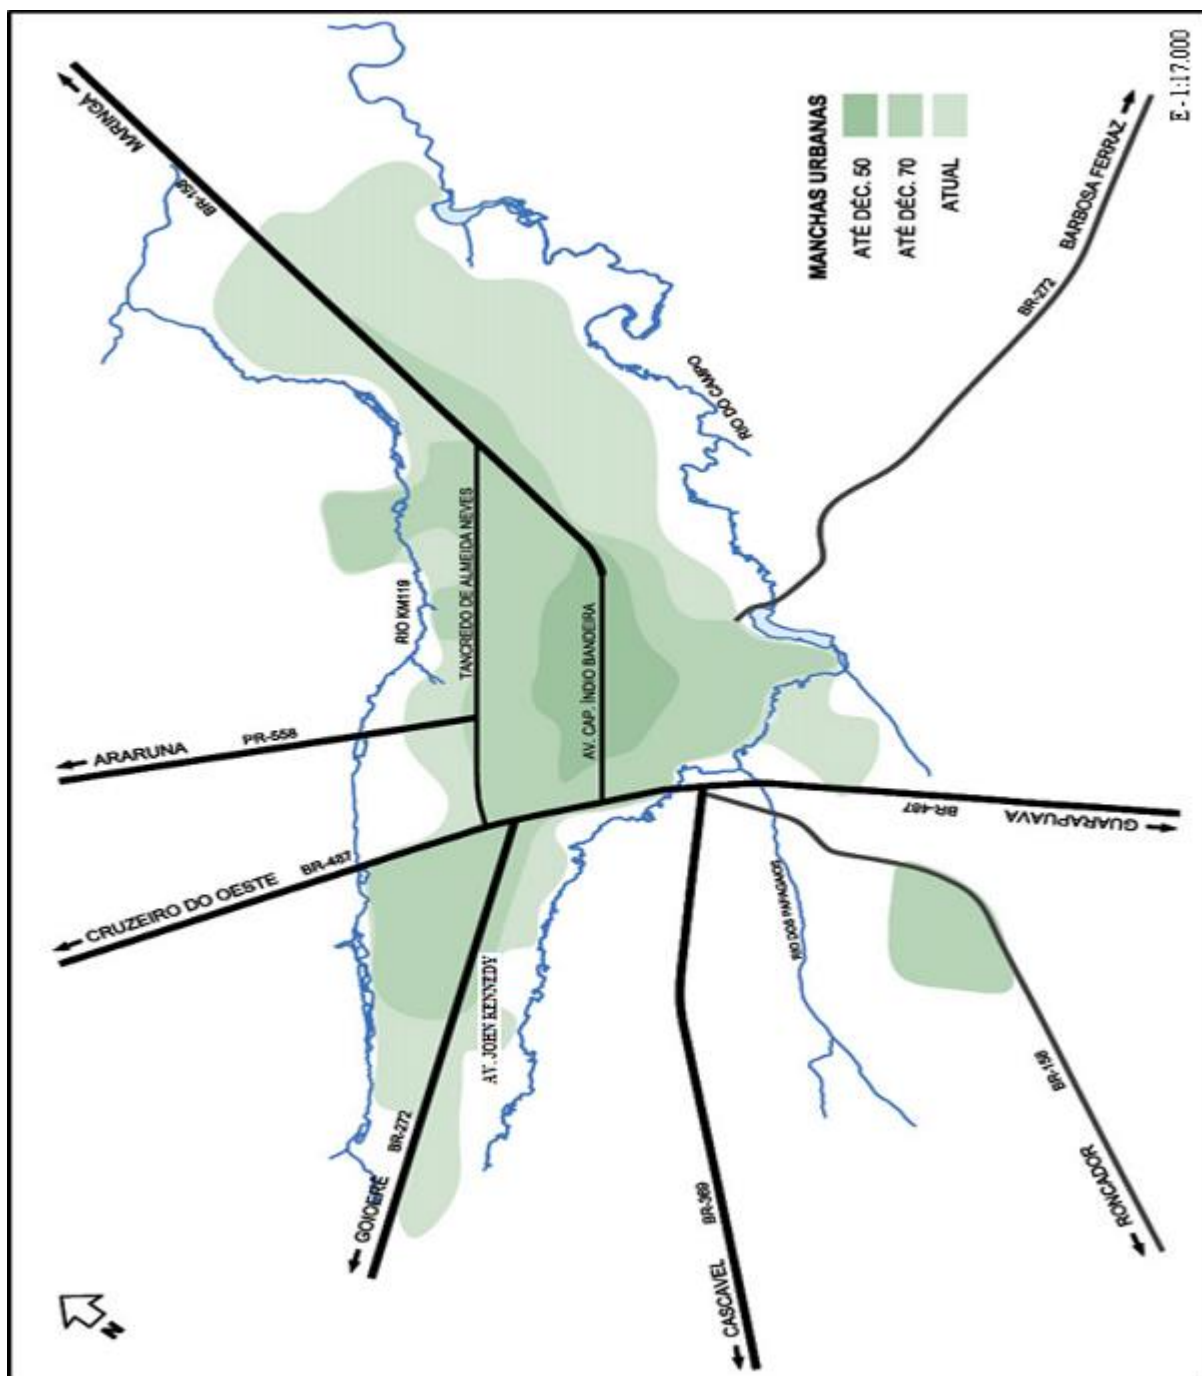 E - 1:17.000
MANCHAS URBANAS
ATÉ DÉC. 50
ATÉ DÉC. 70
ATUAL
MARINGÁ
BR-158
BARBOSA FERRAZ
BR-272
RIO DO CAMPO
RIO KM119
TANCREDO DE ALMEIDA NEVES
AV. CAP. ÍNDIO BANDEIRA
ARARUNA
PR-558
CRUZEIRO DO OESTE
BR-487
GUARAPUAVA
BR-487
AV. JOHN KENNEDY
RIO DOS PAPAGAIOS
GOIOERÊ
BR-272
CASCAVEL
BR-369
RONCADOR
BR-158
N